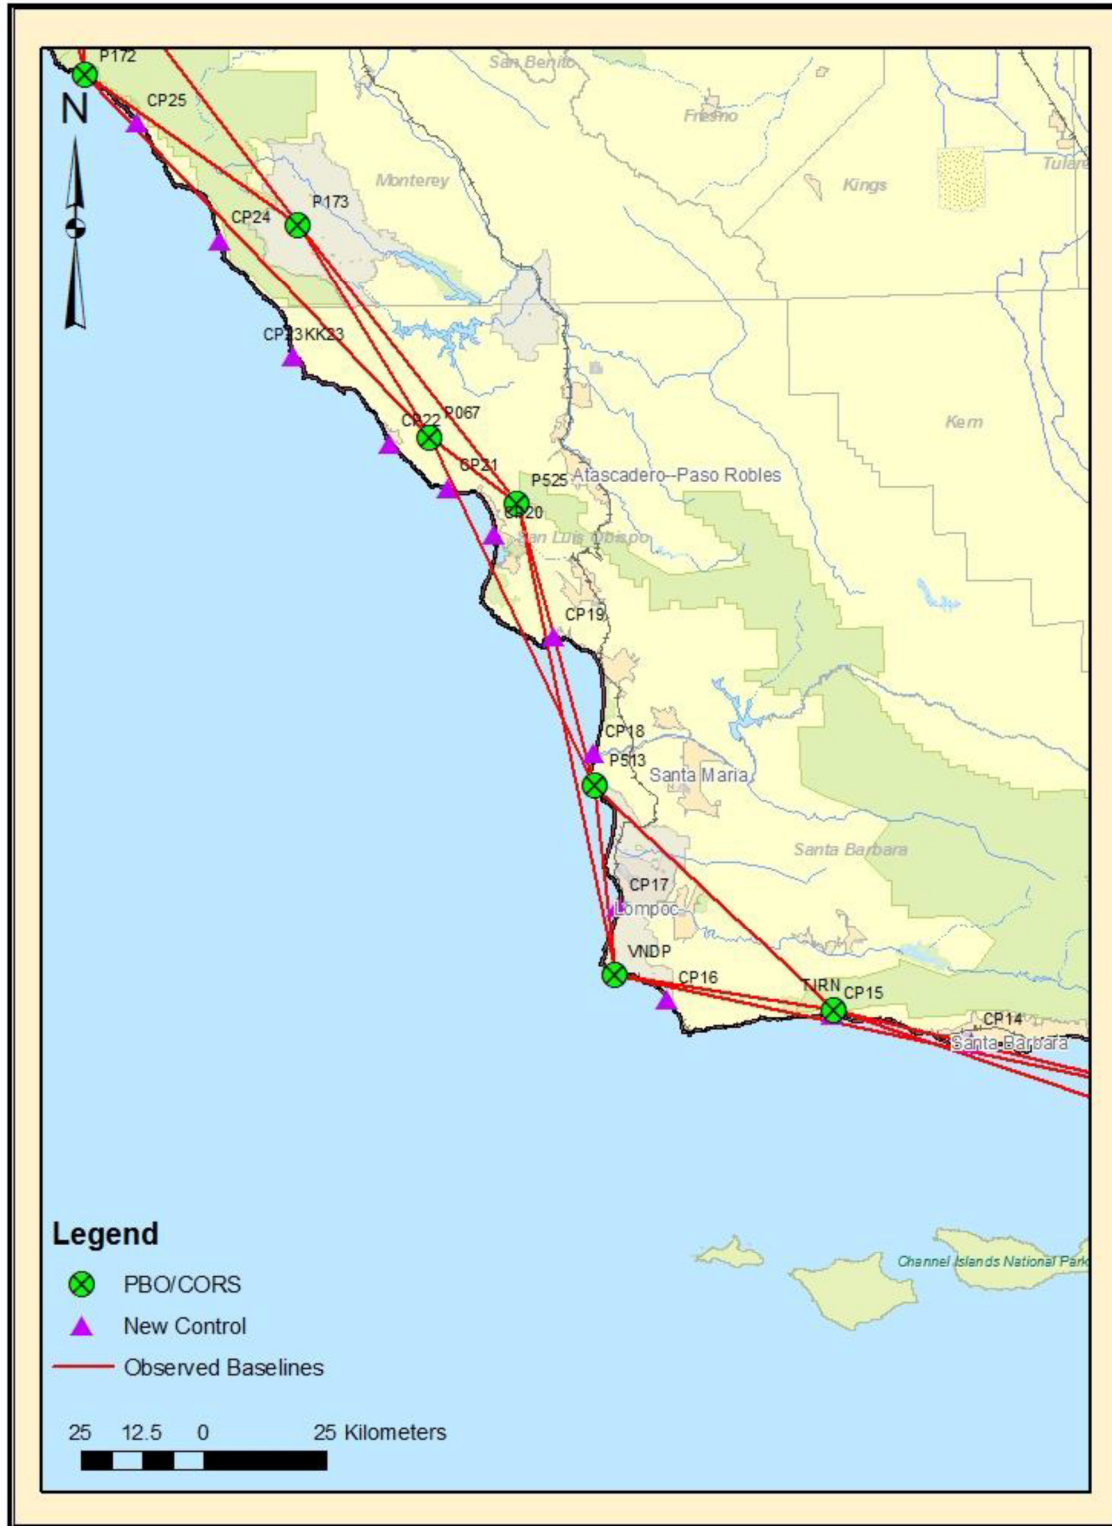 P172
San Benito
CP25
N
Fresno
Tulare
Monterey
Kings
P173
CP24
CP23KK23
P067
CP22
Kern
CP21
P525
Atascadero--Paso Robles
CP20
San Luis Obispo
CP19
CP18
P513
Santa Maria
Santa Barbara
CP17
Lompoc
VNDP
CP16
CP15
CP14
Santa Barbara
Legend
Channel Islands National Park
PBO/CORS
New Control
Observed Baselines
25 12.5 0 25 Kilometers